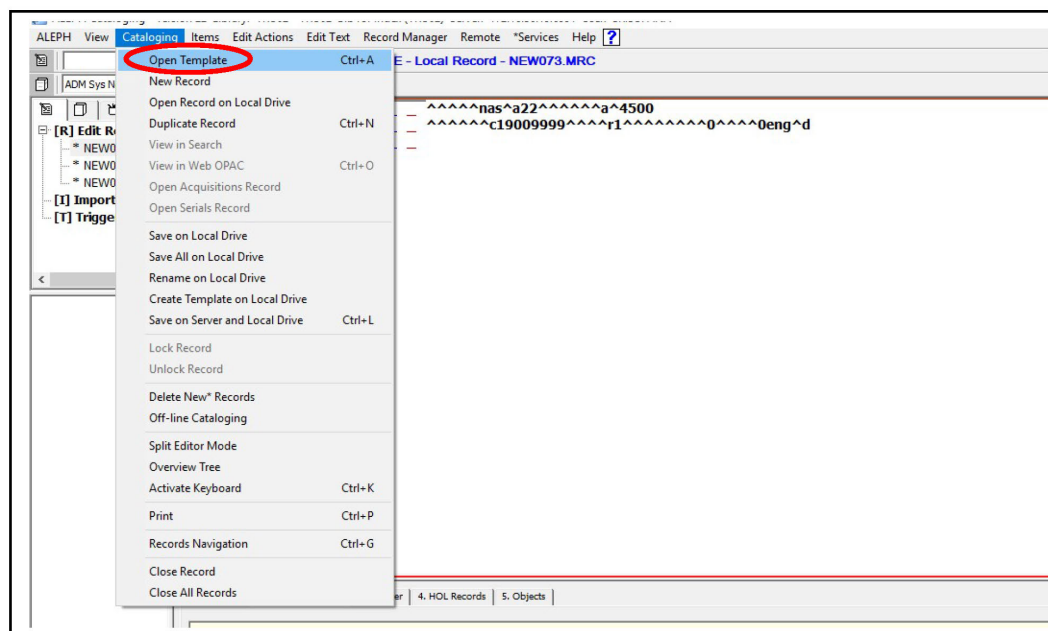 ALEPH View Cataloging Items Edit Actions Edit Text Record Manager Remote *Services Help ?
Open Template Ctrl+A
E - Local Record - NEW073.MRC
New Record
ADM Sys N
Open Record on Local Drive
^^^^^nas^a22^^^^^^a^4500
Duplicate Record Ctrl+N
^^^^^^c19009999^^^^r1^^^^^^^^0^^^^0eng^d
[R] Edit R
View in Search
* NEW0
View in Web OPAC Ctrl+O
* NEW0
Open Acquisitions Record
* NEW0
[I] Import
Open Serials Record
[T] Trigge
Save on Local Drive
Save All on Local Drive
Rename on Local Drive
Create Template on Local Drive
Save on Server and Local Drive Ctrl+L
Lock Record
Unlock Record
Delete New* Records
Off-line Cataloging
Split Editor Mode
Overview Tree
Activate Keyboard Ctrl+K
Print Ctrl+P
Records Navigation Ctrl+G
Close Record
Close All Records
er 4. HOL Records 5. Objects